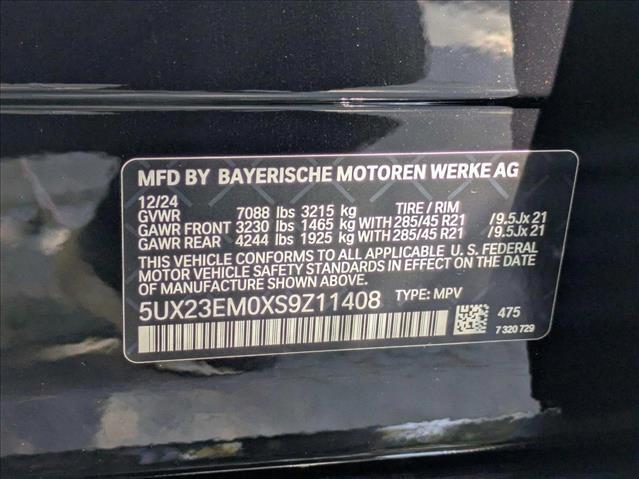 MFD BY BAYERISCHE MOTOREN WERKE AG
12/24
GVWR 7088 lbs 3215 kg TIRE / RIM
GAWR FRONT 3230 lbs 1465 kg WITH 285/45 R21 /9.5Jx 21
GAWR REAR 4244 lbs 1925 kg WITH 285/45 R21 /9.5Jx 21
THIS VEHICLE CONFORMS TO ALL APPLICABLE U. S. FEDERAL
MOTOR VEHICLE SAFETY STANDARDS IN EFFECT ON THE DATE OF
MANUFACTURE SHOWN ABOVE.
5UX23EM0XS9Z11408 TYPE: MPV
475
7 320 729